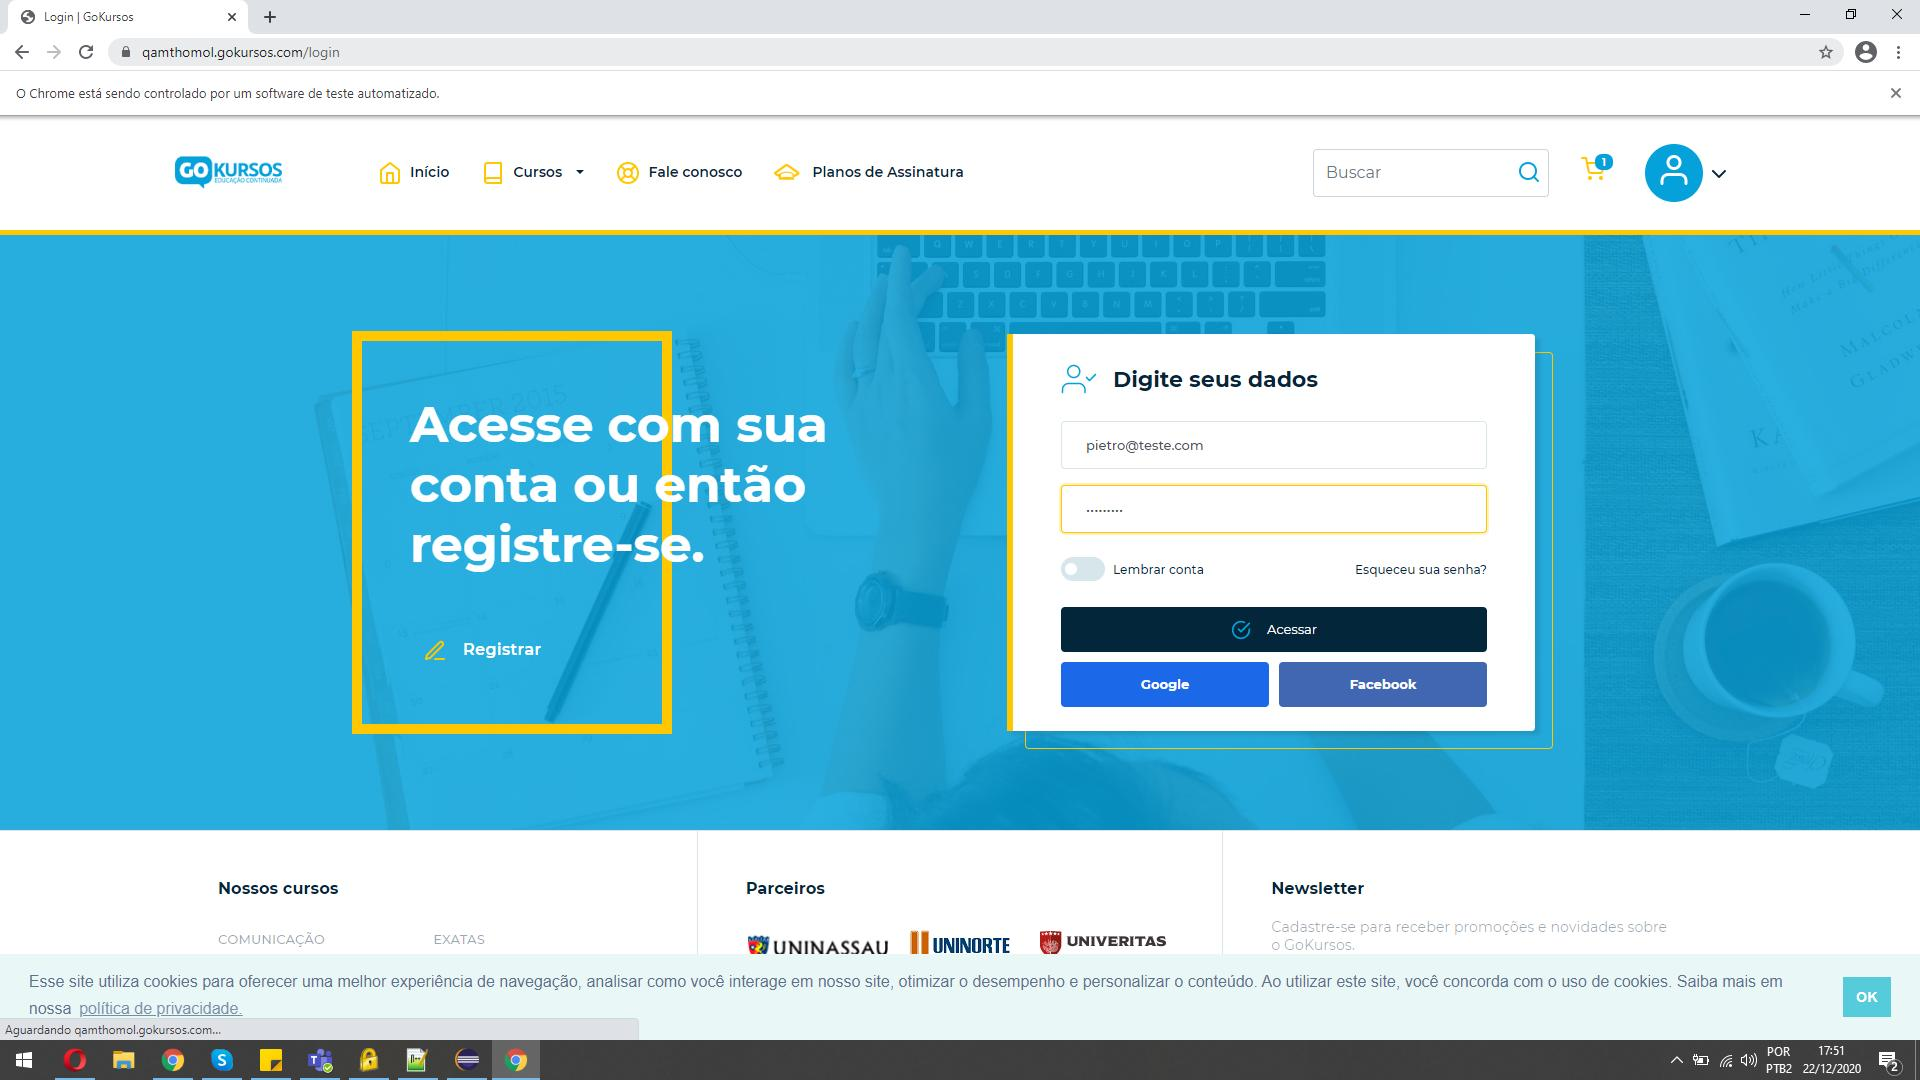 Login | GoKursos
qamthomol.gokursos.com/login
O Chrome está sendo controlado por um software de teste automatizado.
GOKURSOS
EDUCAÇÃO CONTINUADA
Início
Cursos
Fale conosco
Planos de Assinatura
Buscar
1
Acesse com sua
conta ou então
registre-se.
Registrar
Digite seus dados
pietro@teste.com
Lembrar conta
Esqueceu sua senha?
Acessar
Google
Facebook
Nossos cursos
COMUNICAÇÃO
EXATAS
Parceiros
UNINASSAU
UNINORTE
UNIVERITAS
Newsletter
Cadastre-se para receber promoções e novidades sobre
o GoKursos.
Esse site utiliza cookies para oferecer uma melhor experiência de navegação, analisar como você interage em nosso site, otimizar o desempenho e personalizar o conteúdo. Ao utilizar este site, você concorda com o uso de cookies. Saiba mais em
nossa política de privacidade.
OK
Aguardando qamthomol.gokursos.com...
POR
PTB2
17:51
22/12/2020
2